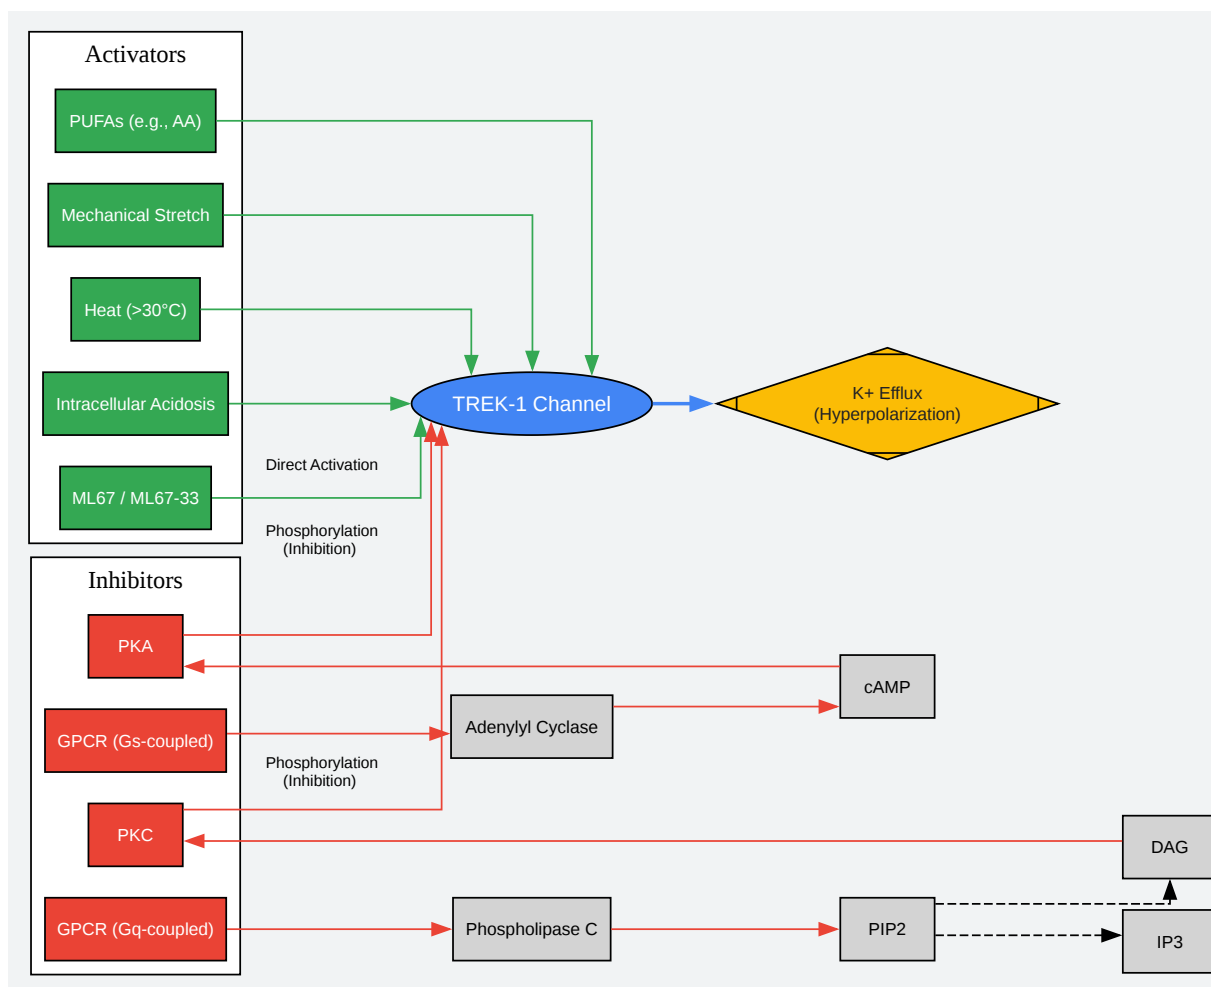 Activators
PUFAs (e.g., AA)
Mechanical Stretch
Heat (>30°C)
Intracellular Acidosis
ML67 / ML67-33
TREK-1 Channel
K+ Efflux
(Hyperpolarization)
Direct Activation
Phosphorylation
(Inhibition)
Inhibitors
PKA
GPCR (Gs-coupled)
PKC
GPCR (Gq-coupled)
Adenylyl Cyclase
cAMP
Phosphorylation
(Inhibition)
Phospholipase C
PIP2
DAG
IP3